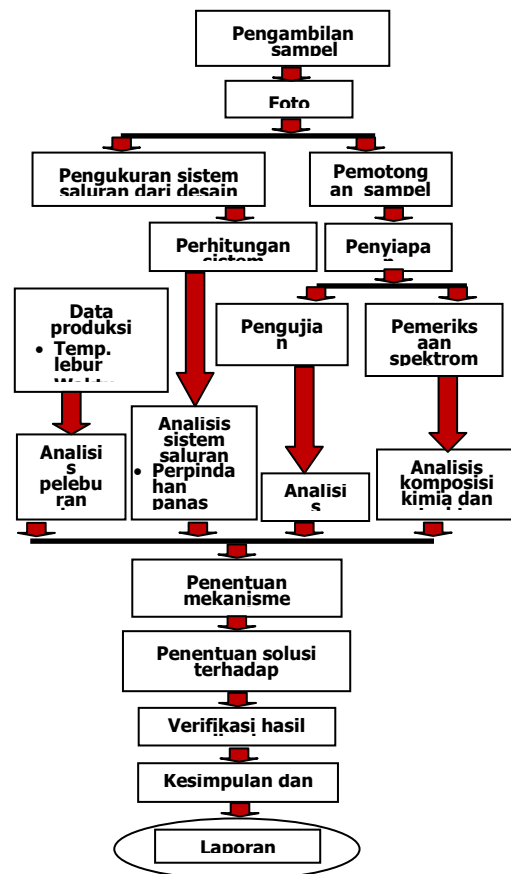 Pengambilan
sampel
Foto
Pengukuran sistem
saluran dari desain
Pemotong
an sampel
Perhitungan
sistem
Penyiapa
n
Data
produksi
• Temp.
lebur
Waktu
Pengujia
n
Pemeriks
aan
spektrom
Analisi
s
pelebu
ran
Analisis
sistem
saluran
• Perpinda
han
panas
Analisi
s
Analisis
komposisi
kimia dan
Penentuan
mekanisme
Penentuan solusi
terhadap
Verifikasi hasil
Kesimpulan dan
Laporan